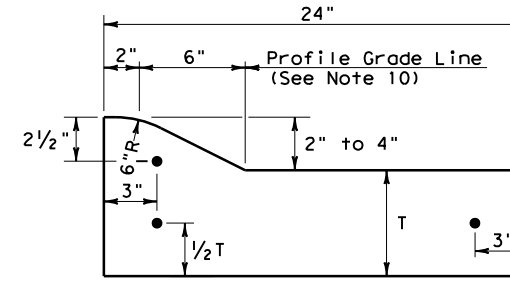 24"
2" 6" Profile Grade Line
(See Note 10)
2½" 2" to 4"
6"R
3"
T
½T 3"